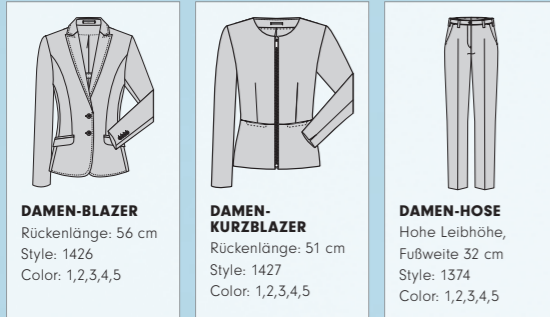 DAMEN-BLAZER
Rückenlänge: 56 cm
Style: 1426
Color: 1,2,3,4,5
DAMEN-
KURZBLAZER
Rückenlänge: 51 cm
Style: 1427
Color: 1,2,3,4,5
DAMEN-HOSE
Hohe Leibhöhe,
Fußweite 32 cm
Style: 1374
Color: 1,2,3,4,5